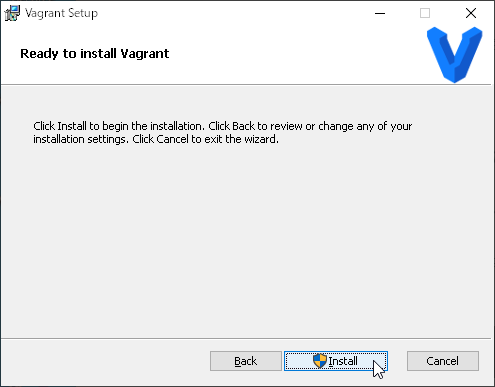 Vagrant Setup
Ready to install Vagrant
Click Install to begin the installation. Click Back to review or change any of your
installation settings. Click Cancel to exit the wizard.
Back
Install
Cancel